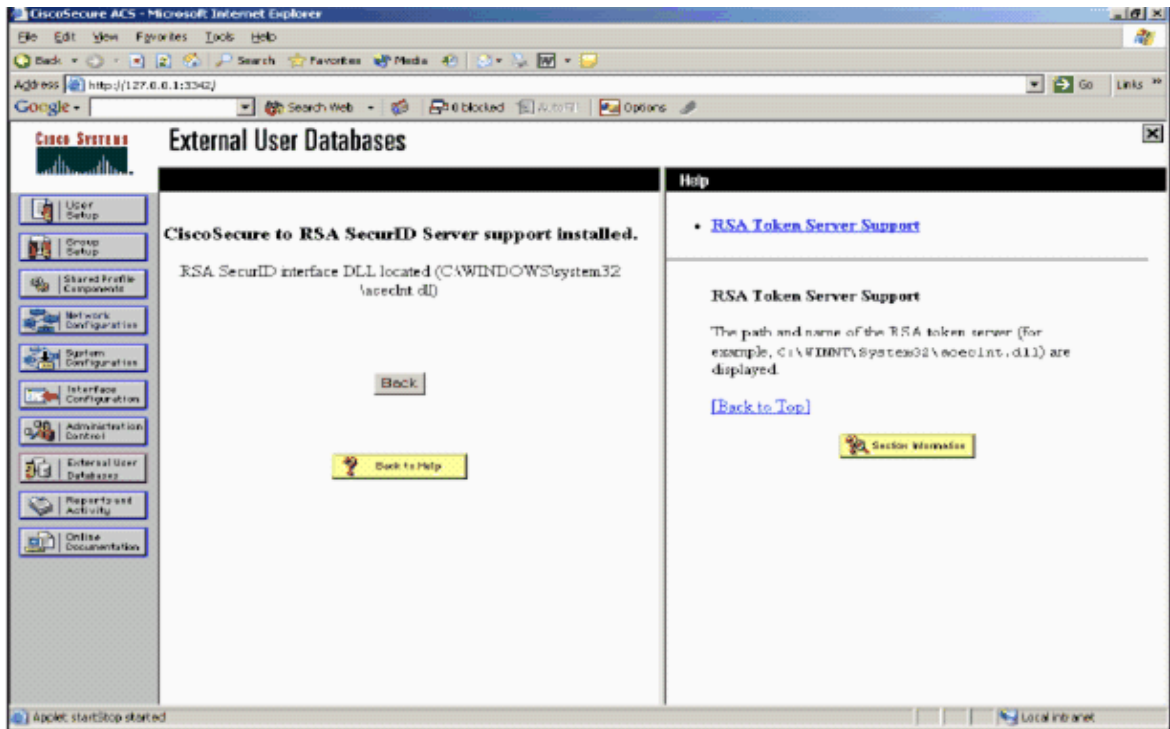 CiscoSecure ACS - Microsoft Internet Explorer
File Edit View Favorites Tools Help
Back Search Favorites Media
Address http://127.0.0.1:3342/ Go Links »
Google - Search Web 0 blocked AutoFill Options
CISCO SYSTEMS
External User Databases
User Setup
Group Setup
Shared Profile Components
Network Configuration
System Configuration
Interface Configuration
Administration Control
External User Databases
Reports and Activity
Online Documentation
CiscoSecure to RSA SecurID Server support installed.
RSA SecurID interface DLL located (C:\WINDOWS\system32
\aceclnt.dll)
Back
Back to Help
Help
• RSA Token Server Support
RSA Token Server Support
The path and name of the RSA token server (for
example, C:\WINNT\System32\aceclnt.dll) are
displayed.
[Back to Top]
Section Information
Applet startStop started
Local intranet